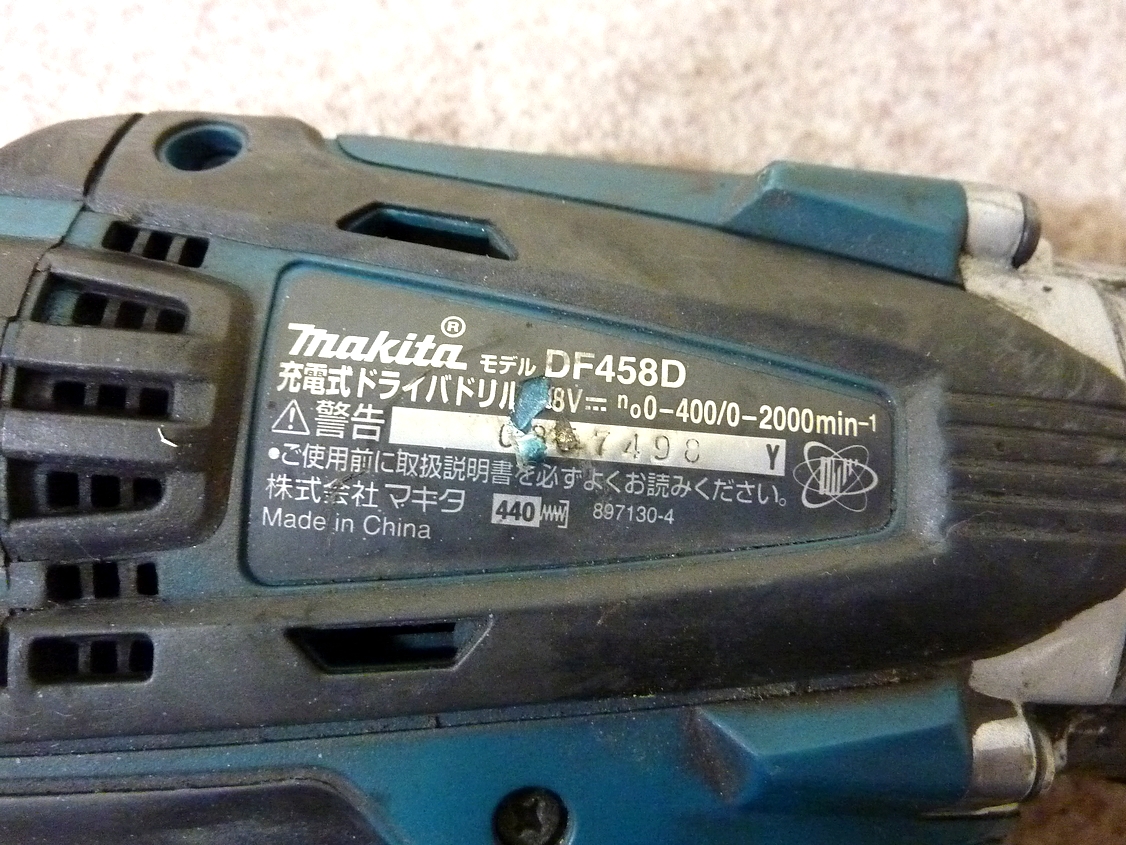 makita® モデル DF458D
充電式ドライバドリル 18V⎓ n₀0-400/0-2000min⁻¹
⚠警告 7498 Y
•ご使用前に取扱説明書を必ずよくお読みください。
株式会社 マキタ 440 897130-4
Made in China